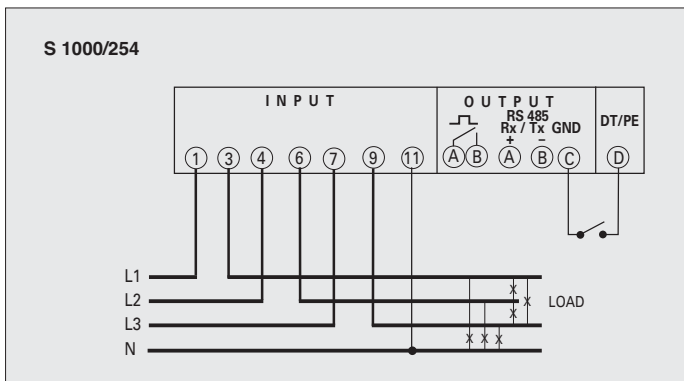 S 1000/254
INPUT
OUTPUT
RS 485
Rx / Tx GND
+ −
DT/PE
1 3 4 6 7 9 11 A B A B C D
L1
L2
L3
N
X
X X
X
X X X
LOAD